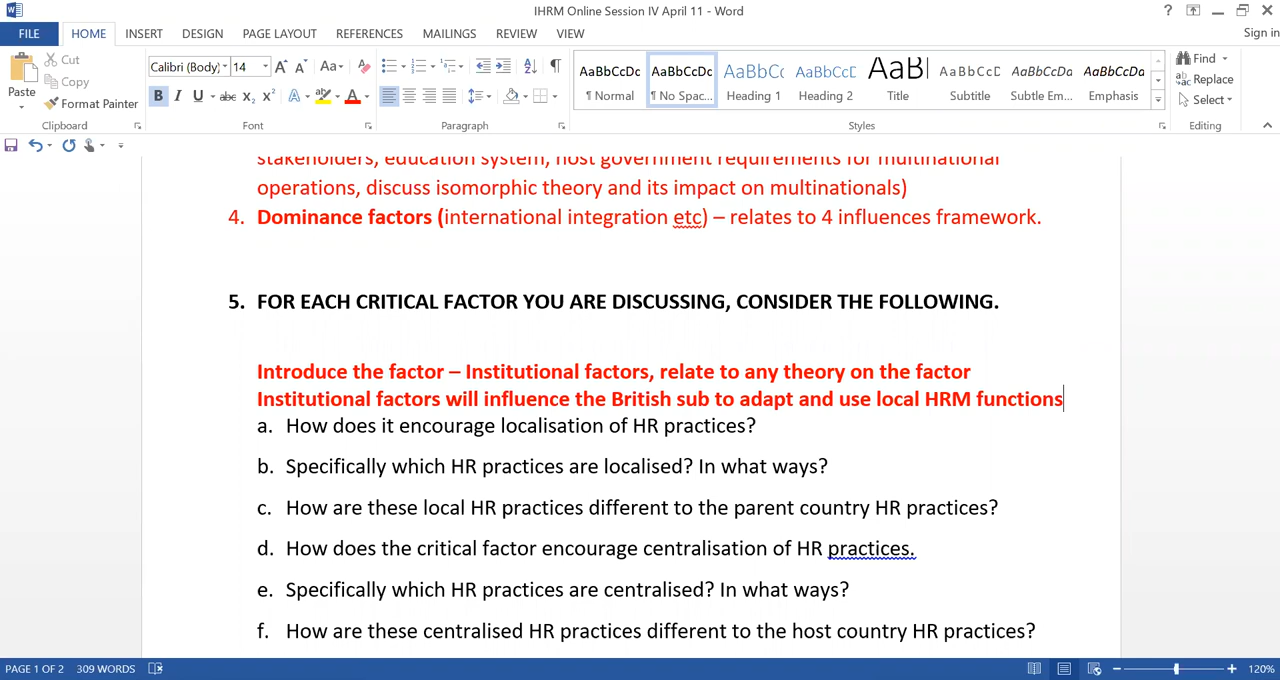 IHRM Online Session IV April 11 - Word
FILE HOME INSERT DESIGN PAGE LAYOUT REFERENCES MAILINGS REVIEW VIEW Sign in
Paste
Cut
Copy
Format Painter
Clipboard
Calibri (Body) 14
Font
Paragraph
AaBbCcDc AaBbCcDc AaBbCc AaBbCcD AaBl AaBbCcD AaBbCcDa AaBbCcDa
¶ Normal ¶ No Spac... Heading 1 Heading 2 Title Subtitle Subtle Em... Emphasis
Styles
Find
Replace
Select
Editing
stakeholders, education system, host government requirements for multinational
operations, discuss isomorphic theory and its impact on multinationals)
4. Dominance factors (international integration etc) – relates to 4 influences framework.
5. FOR EACH CRITICAL FACTOR YOU ARE DISCUSSING, CONSIDER THE FOLLOWING.
Introduce the factor – Institutional factors, relate to any theory on the factor
Institutional factors will influence the British sub to adapt and use local HRM functions
a. How does it encourage localisation of HR practices?
b. Specifically which HR practices are localised? In what ways?
c. How are these local HR practices different to the parent country HR practices?
d. How does the critical factor encourage centralisation of HR practices.
e. Specifically which HR practices are centralised? In what ways?
f. How are these centralised HR practices different to the host country HR practices?
PAGE 1 OF 2 309 WORDS 120%